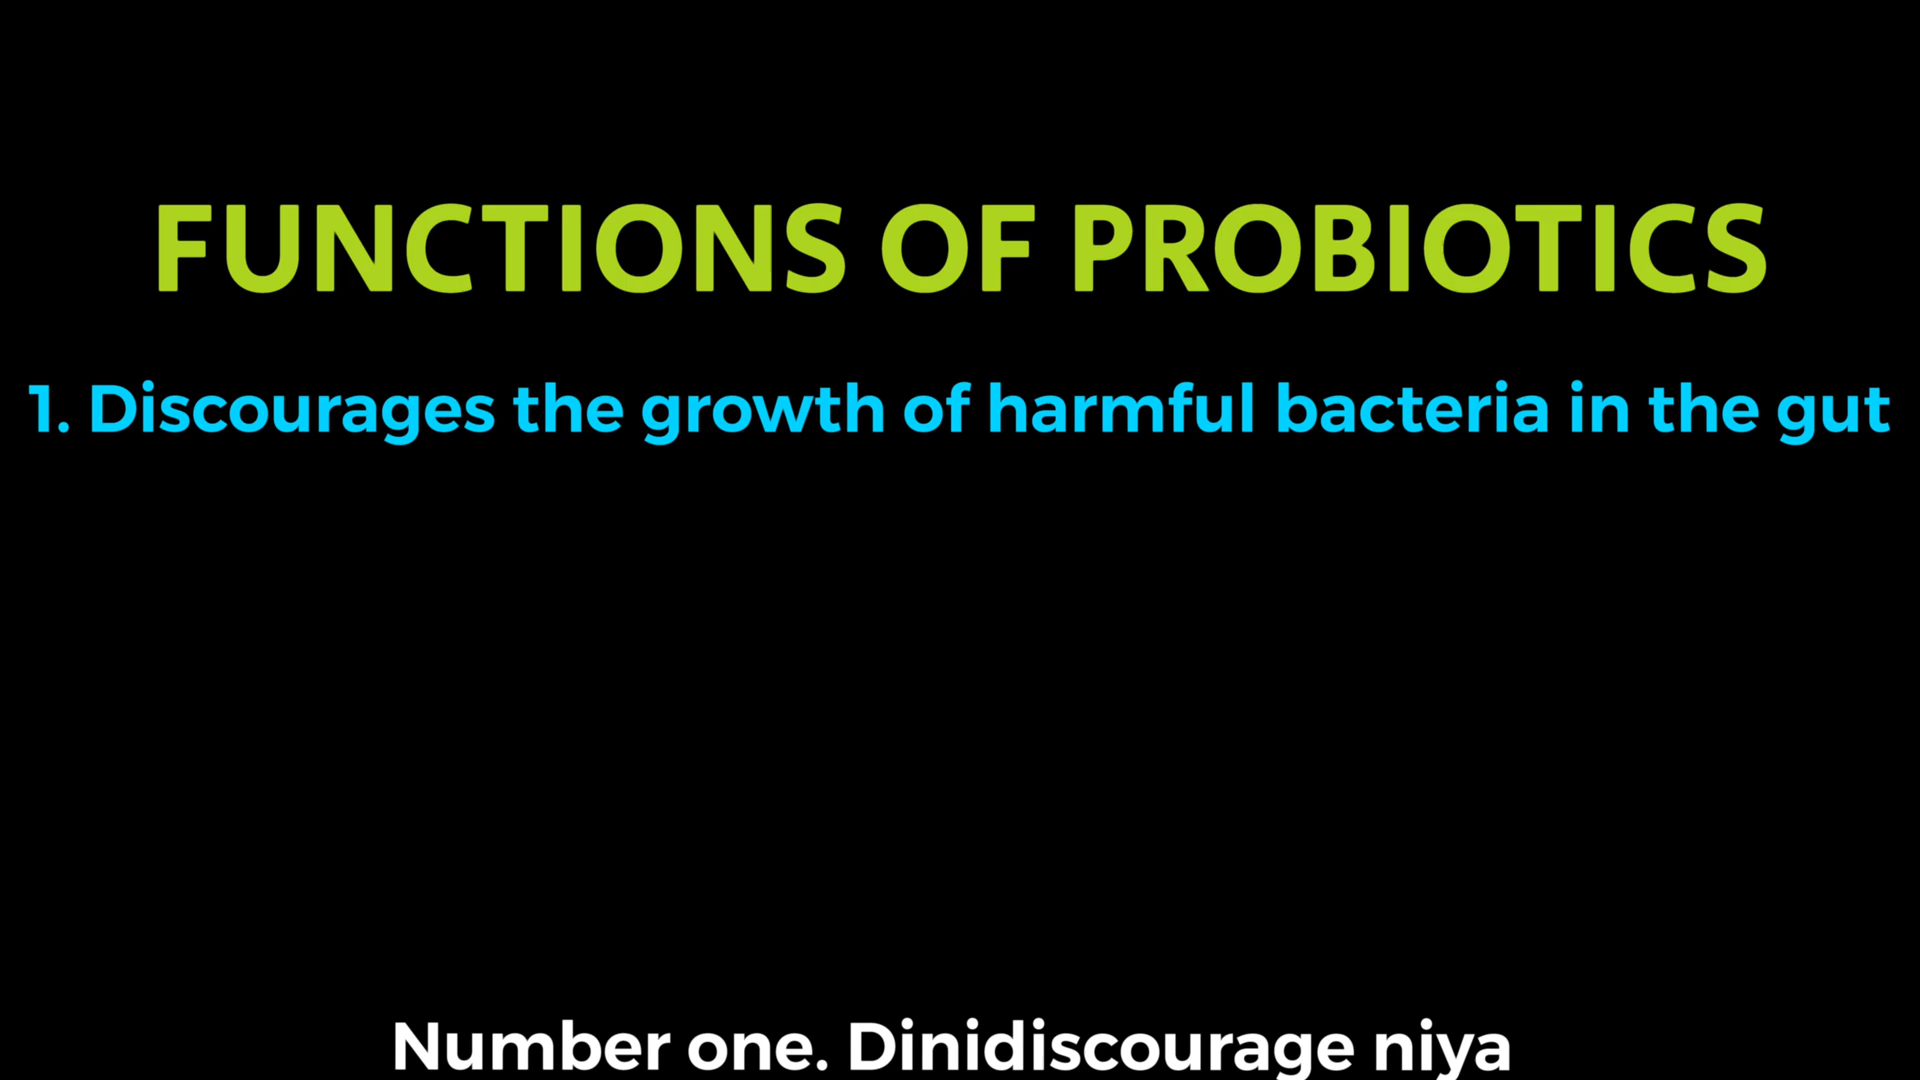 FUNCTIONS OF PROBIOTICS
1. Discourages the growth of harmful bacteria in the gut
Number one. Dinidiscourage niya